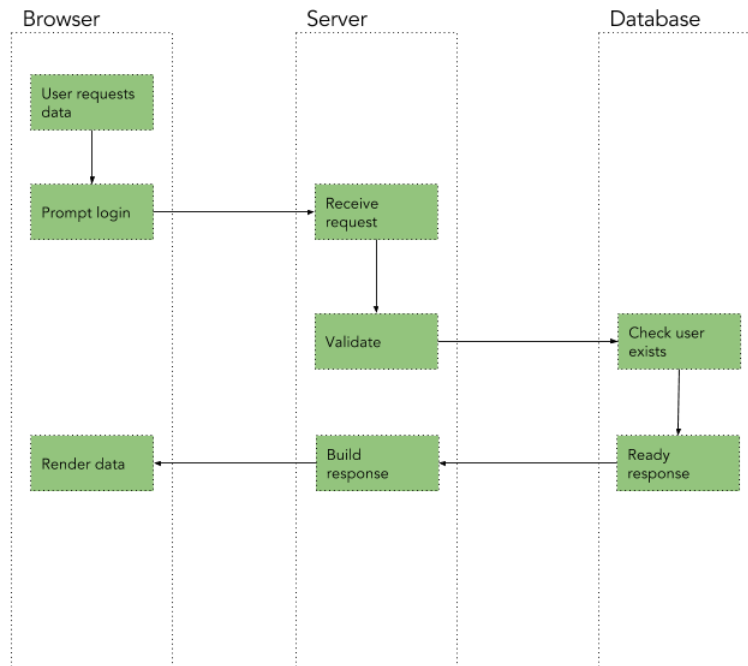 Browser
Server
Database
User requests
data
Prompt login
Receive
request
Validate
Check user
exists
Render data
Build
response
Ready
response